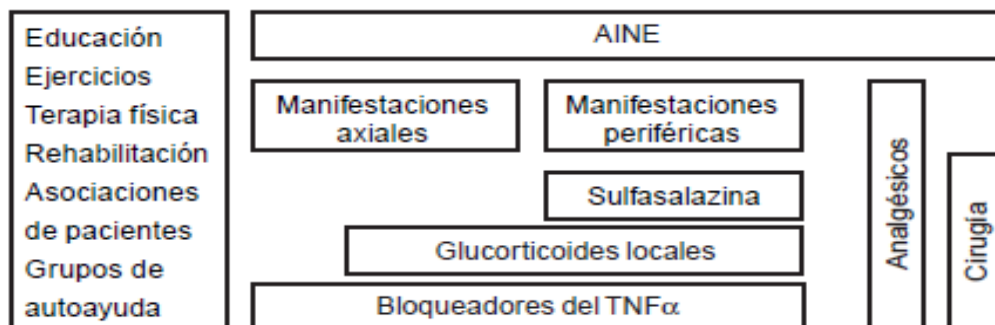 Educación
Ejercicios
Terapia física
Rehabilitación
Asociaciones
de pacientes
Grupos de
autoayuda
AINE
Manifestaciones
axiales
Manifestaciones
periféricas
Sulfasalazina
Glucorticoides locales
Bloqueadores del TNFα
Analgésicos
Cirugía